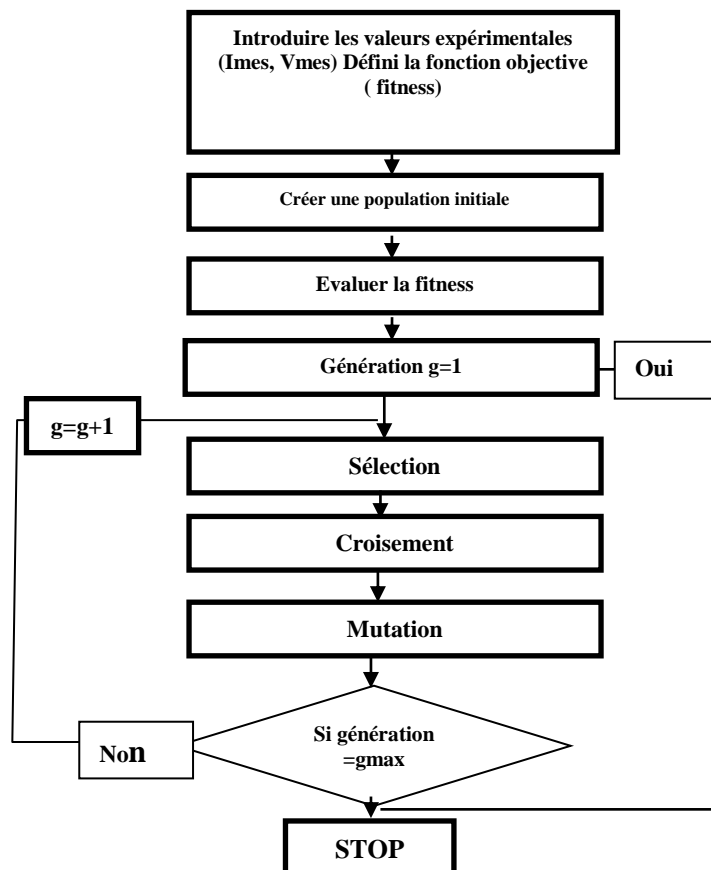 Introduire les valeurs expérimentales
(Imes, Vmes) Défini la fonction objective
( fitness)
Créer une population initiale
Evaluer la fitness
Génération g=1
Oui
g=g+1
Sélection
Croisement
Mutation
Si génération
=gmax
Non
STOP